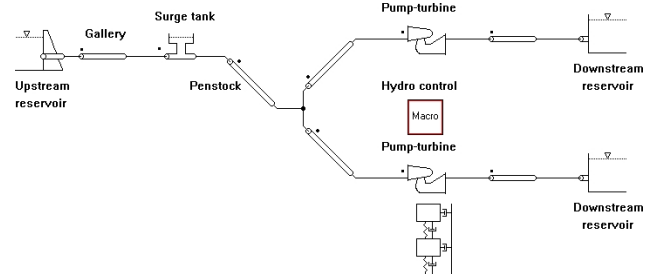 Pump-turbine
Surge tank
Gallery
Upstream
reservoir
Penstock
Downstream
reservoir
Hydro control
Macro
Pump-turbine
Downstream
reservoir